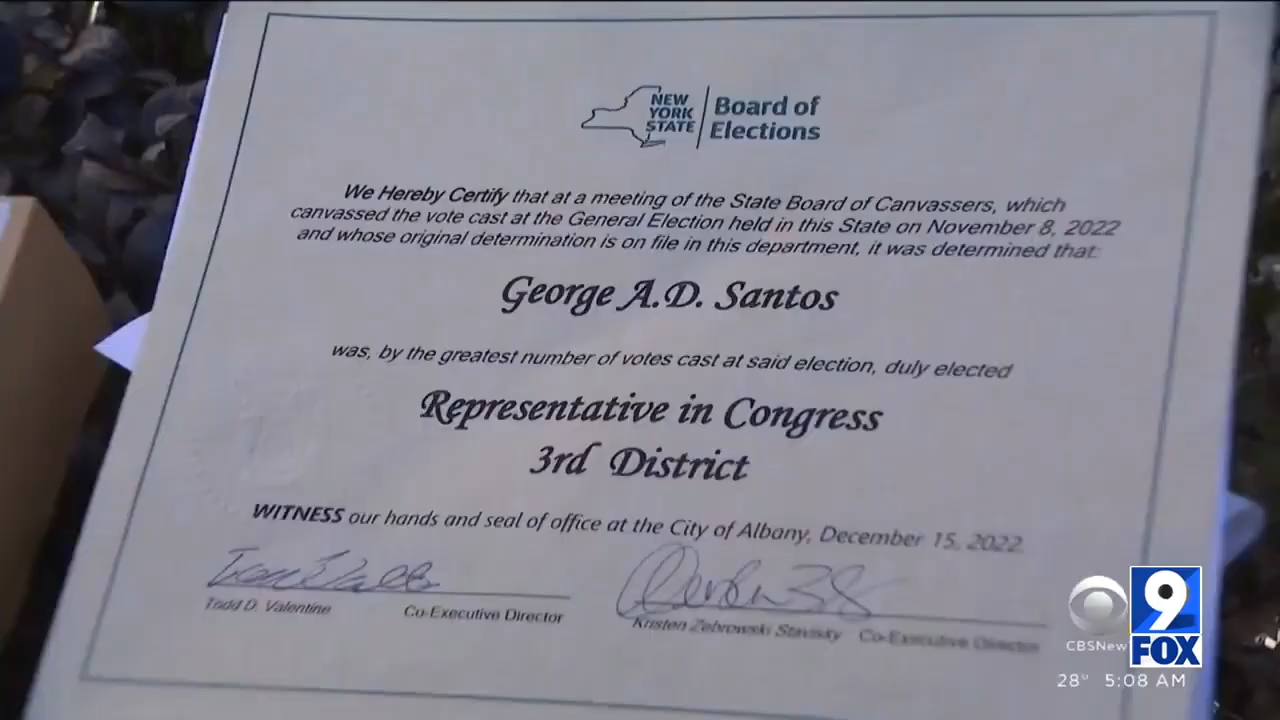 NEW
YORK
STATE
Board of
Elections
We Hereby Certify that at a meeting of the State Board of Canvassers, which
canvassed the vote cast at the General Election held in this State on November 8, 2022
and whose original determination is on file in this department, it was determined that:
George A.D. Santos
was, by the greatest number of votes cast at said election, duly elected
Representative in Congress
3rd District
WITNESS our hands and seal of office at the City of Albany, December 15, 2022
Todd D. Valentine Co-Executive Director
Kristen Zebrowski Stavisky Co-Executive Director
9
CBSNew
FOX
28° 5:08 AM